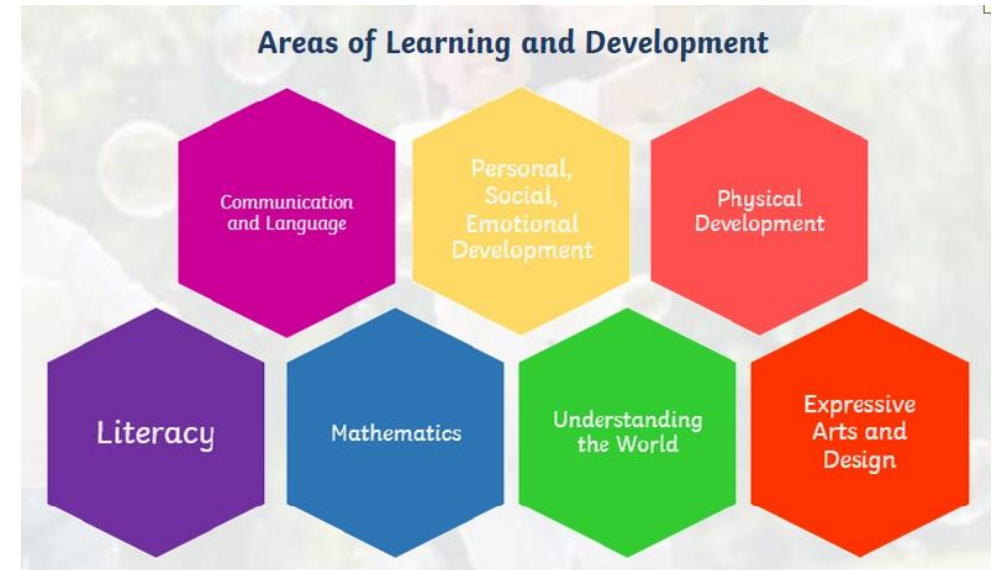 Areas of Learning and Development
Communication
and Language
Personal,
Social,
Emotional
Development
Physical
Development
Literacy
Mathematics
Understanding
the World
Expressive
Arts and
Design